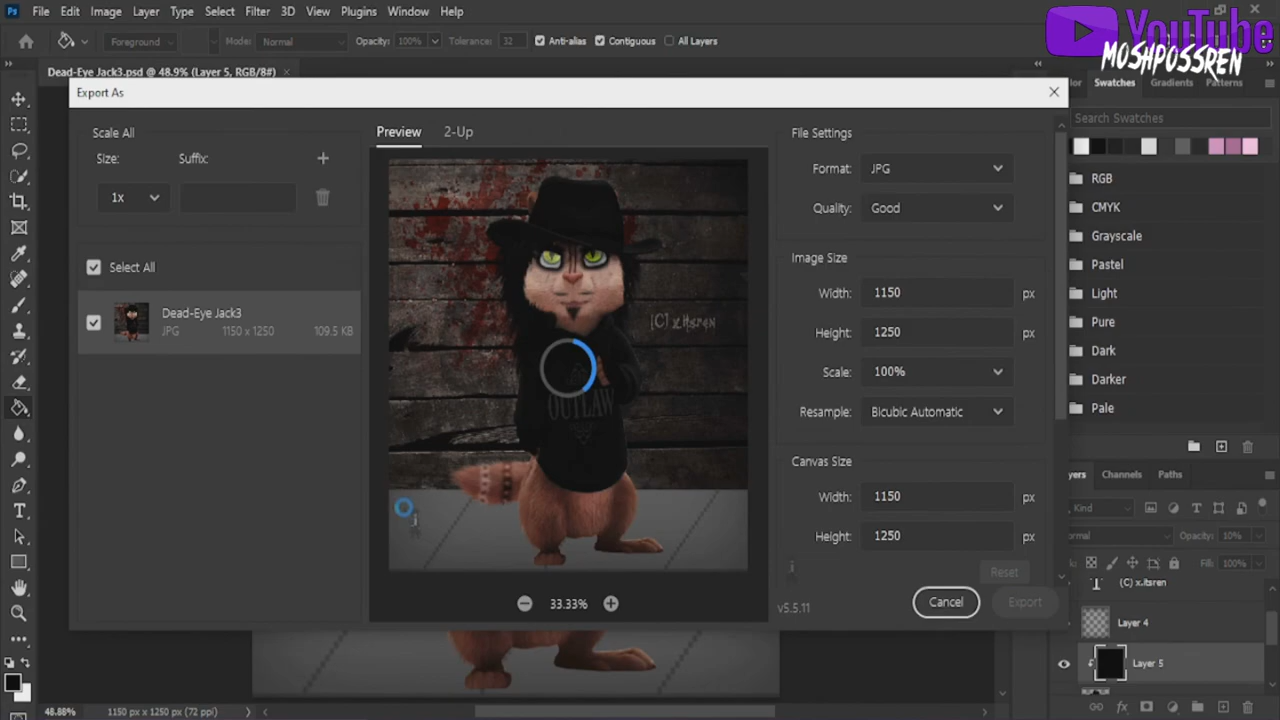 Ps File Edit Image Layer Type Select Filter 3D View Plugins Window Help
YouTube
MOSHPOSSREN
Foreground Mode: Normal Opacity: 100% Tolerance: 32 Anti-alias Contiguous All Layers
Dead-Eye Jack3.psd @ 48.9% (Layer 5, RGB/8#) ×
Swatches Gradients Patterns
Export As
Search Swatches
Scale All
Size: Suffix:
1x
Select All
Dead-Eye Jack3
JPG 1150 x 1250 109.5 KB
Preview 2-Up
(C) x.itsren
OUTLAW
33.33%
File Settings
Format: JPG
Quality: Good
Image Size
Width: 1150 px
Height: 1250 px
Scale: 100%
Resample: Bicubic Automatic
Canvas Size
Width: 1150 px
Height: 1250 px
Reset
v5.5.11
Cancel Export
RGB
CMYK
Grayscale
Pastel
Light
Pure
Dark
Darker
Pale
Channels Paths
Kind
Opacity: 10%
Fill: 100%
(C) x.itsren
Layer 4
Layer 5
48.88% 1150 px x 1250 px (72 ppi)